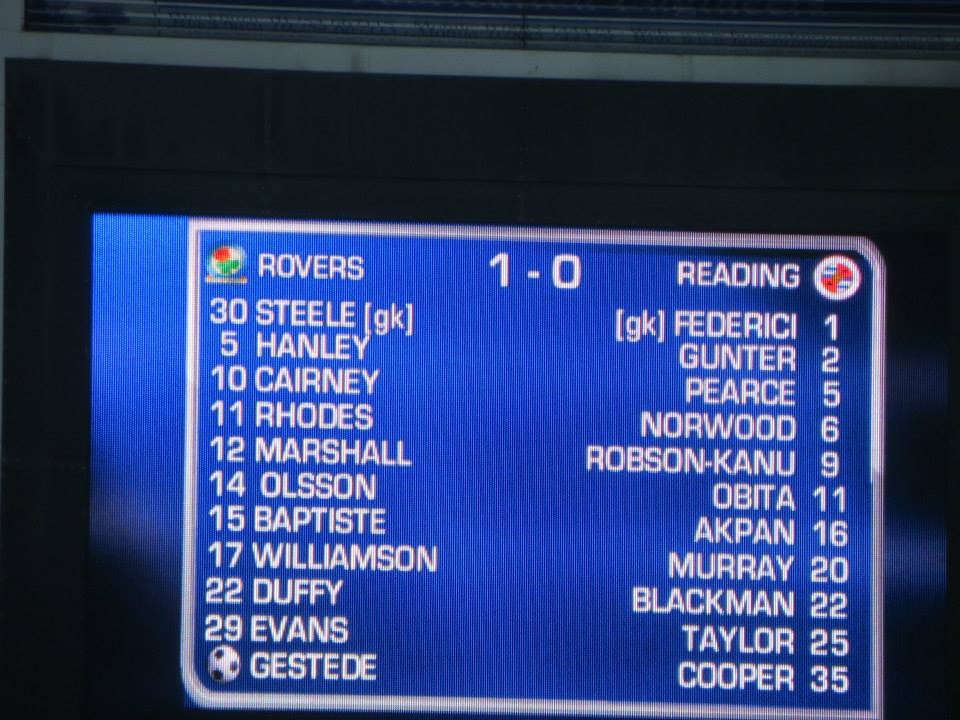 ROVERS 1 - 0 READING
30 STEELE [gk] [gk] FEDERICI 1
5 HANLEY GUNTER 2
10 CAIRNEY PEARCE 5
11 RHODES NORWOOD 6
12 MARSHALL ROBSON-KANU 9
14 OLSSON OBITA 11
15 BAPTISTE AKPAN 16
17 WILLIAMSON MURRAY 20
22 DUFFY BLACKMAN 22
29 EVANS TAYLOR 25
GESTEDE COOPER 35